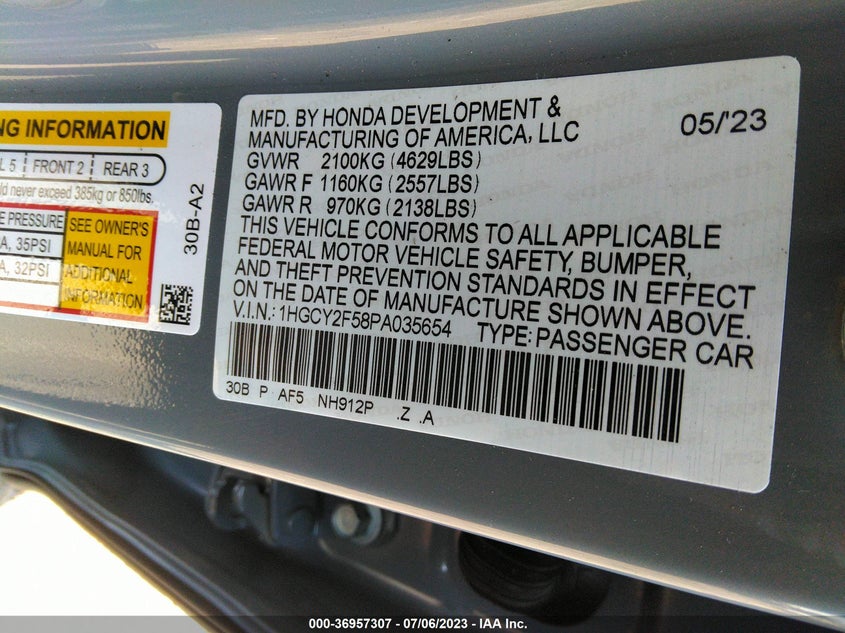 NG INFORMATION
L 5 FRONT 2 REAR 3
ld never exceed 385kg or 850lbs.
E PRESSURE
A, 35PSI
A, 32PSI
SEE OWNER'S
MANUAL FOR
ADDITIONAL
INFORMATION
30B-A2
MFD. BY HONDA DEVELOPMENT &
MANUFACTURING OF AMERICA, LLC
05/'23
GVWR 2100KG (4629LBS)
GAWR F 1160KG (2557LBS)
GAWR R 970KG (2138LBS)
THIS VEHICLE CONFORMS TO ALL APPLICABLE
FEDERAL MOTOR VEHICLE SAFETY, BUMPER,
AND THEFT PREVENTION STANDARDS IN EFFECT
ON THE DATE OF MANUFACTURE SHOWN ABOVE.
V.I.N.: 1HGCY2F58PA035654 TYPE: PASSENGER CAR
30B P AF5 NH912P .Z .A
000-36957307 - 07/06/2023 - IAA Inc.